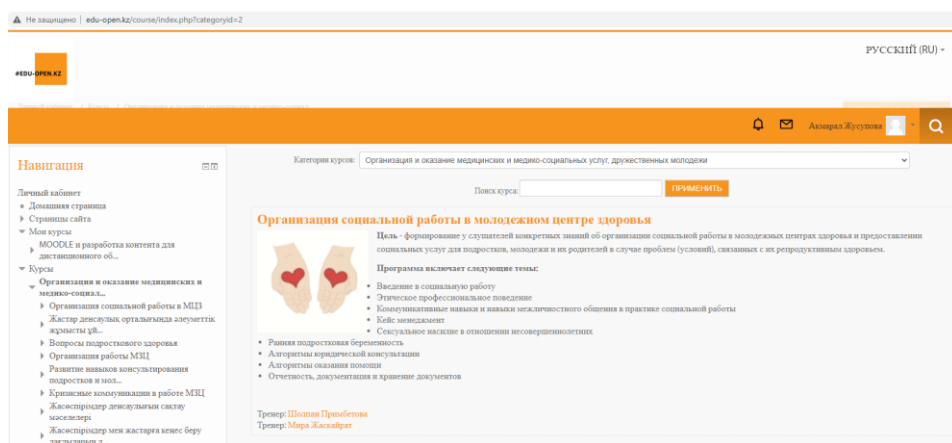 Не защищено | edu-open.kz/course/index.php?categoryid=2
РУССКИЙ (RU)
#EDU-OPEN.KZ
Акмарал Жусупова
Навигация
Личный кабинет
Домашняя страница
Страницы сайта
Мои курсы
MOODLE и разработка контента для
дистанционного об...
Курсы
Организация и оказание медицинских и
медико-социал...
Организация социальной работы в МЦЗ
Жастар денсаулық орталығында әлеуметтік
жұмысты ұй...
Вопросы подросткового здоровья
Организация работы МЗЦ
Развитие навыков консультирования
подростков и мол...
Кризисные коммуникации в работе МЗЦ
Жасөспірімдер денсаулығын сақтау
мәселелері
Жасөспірімдер мен жастарға кеңес беру
дағдыларын д...
Категории курсов: Организация и оказание медицинских и медико-социальных услуг, дружественных молодежи
Поиск курса: ПРИМЕНИТЬ
Организация социальной работы в молодежном центре здоровья
Цель - формирование у слушателей конкретных знаний об организации социальной работы в молодежных центрах здоровья и предоставлении
социальных услуг для подростков, молодежи и их родителей в случае проблем (условий), связанных с их репродуктивным здоровьем.
Программа включает следующие темы:
Введение в социальную работу
Этическое профессиональное поведение
Коммуникативные навыки и навыки межличностного общения в практике социальной работы
Кейс менеджмент
Сексуальное насилие в отношении несовершеннолетних
Ранняя подростковая беременность
Алгоритмы юридической консультации
Алгоритмы оказания помощи
Отчетность, документация и хранение документов
Тренер: Шолпан Примбетова
Тренер: Мира Жаскайрат